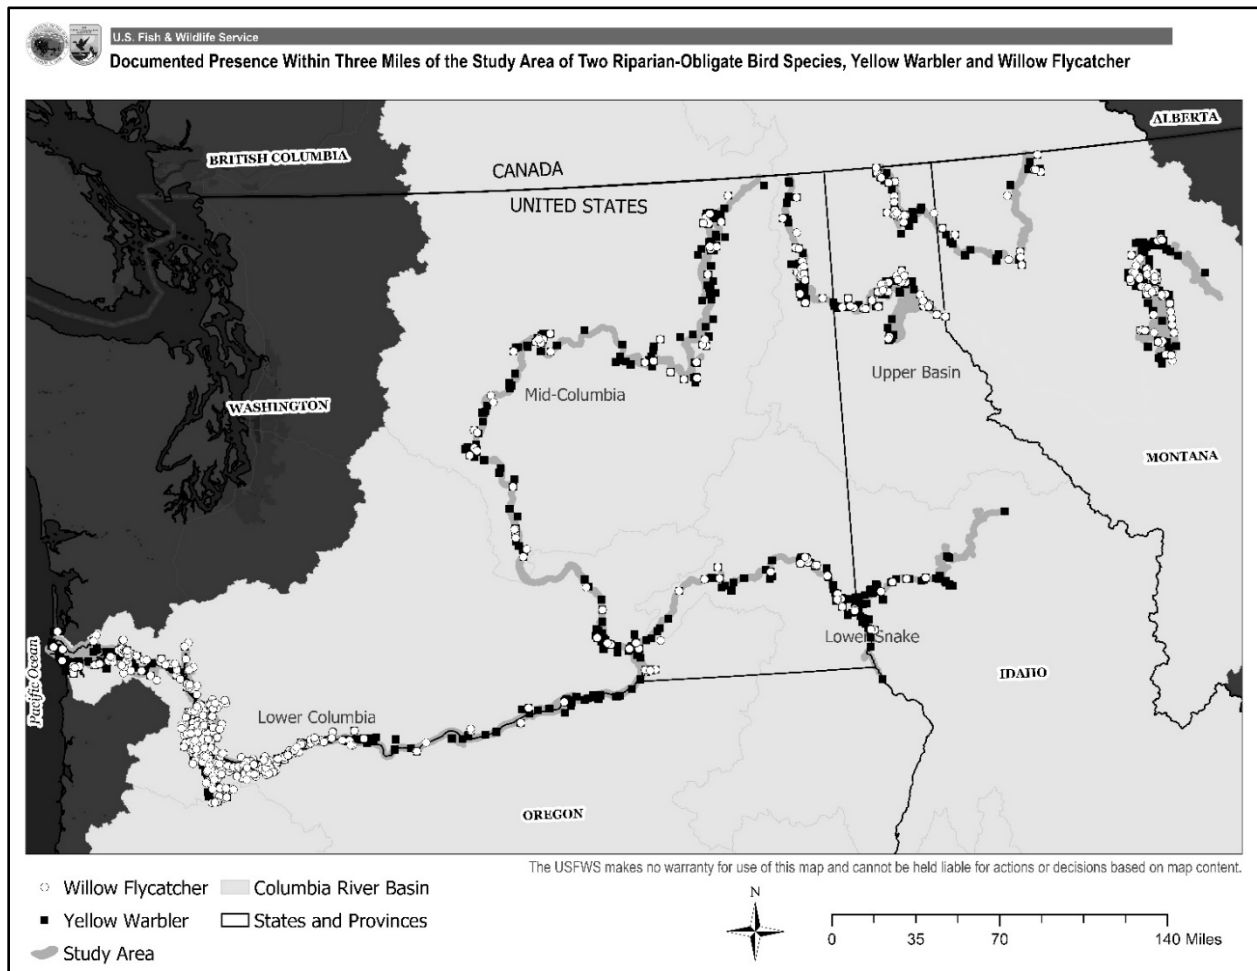 U.S. Fish & Wildlife Service
Documented Presence Within Three Miles of the Study Area of Two Riparian-Obligate Bird Species, Yellow Warbler and Willow Flycatcher
ALBERTA
BRITISH COLUMBIA
CANADA
UNITED STATES
Mid-Columbia
Upper Basin
WASHINGTON
MONTANA
Lower Snake
IDAHO
Pacific Ocean
Lower Columbia
OREGON
The USFWS makes no warranty for use of this map and cannot be held liable for actions or decisions based on map content.
Willow Flycatcher
Columbia River Basin
Yellow Warbler
States and Provinces
Study Area
N
0 35 70 140 Miles